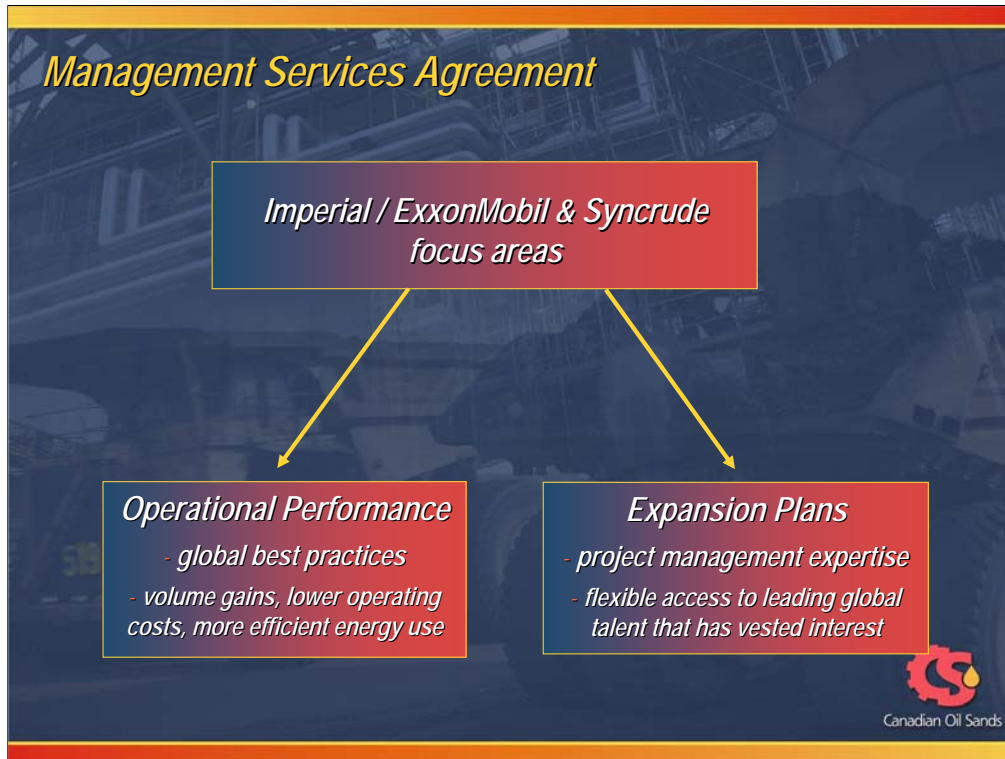 Management Services Agreement
Imperial / ExxonMobil & Syncrude
focus areas
Operational Performance
- global best practices
- volume gains, lower operating
costs, more efficient energy use
Expansion Plans
- project management expertise
- flexible access to leading global
talent that has vested interest
Canadian Oil Sands